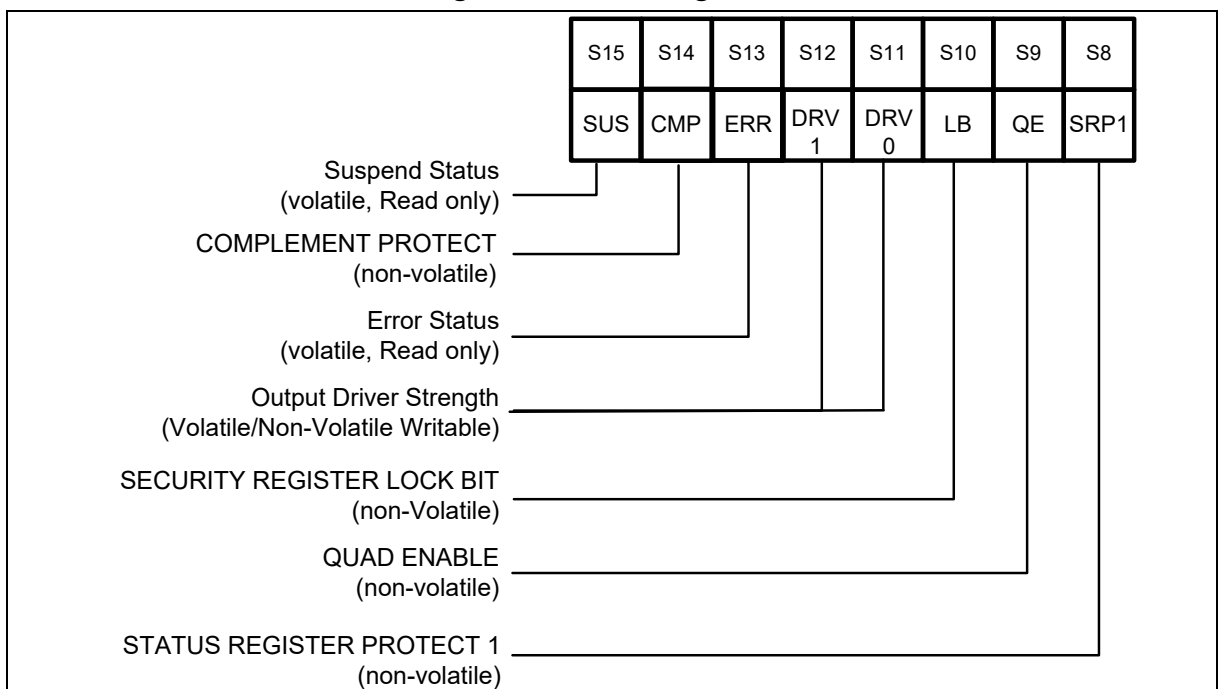 S15 S14 S13 S12 S11 S10 S9 S8
SUS CMP ERR DRV 1 DRV 0 LB QE SRP1
Suspend Status
(volatile, Read only)
COMPLEMENT PROTECT
(non-volatile)
Error Status
(volatile, Read only)
Output Driver Strength
(Volatile/Non-Volatile Writable)
SECURITY REGISTER LOCK BIT
(non-Volatile)
QUAD ENABLE
(non-volatile)
STATUS REGISTER PROTECT 1
(non-volatile)